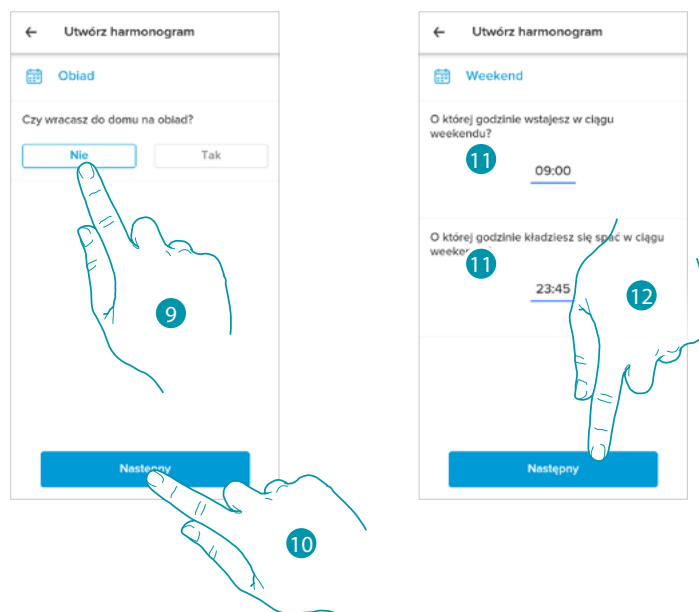 Utwórz harmonogram
Obiad
Czy wracasz do domu na obiad?
Nie
Tak
9
Następny
10
Utwórz harmonogram
Weekend
O której godzinie wstajesz w ciągu
weekendu?
11
09:00
O której godzinie kładziesz się spać w ciągu
11
23:45
12
Następny